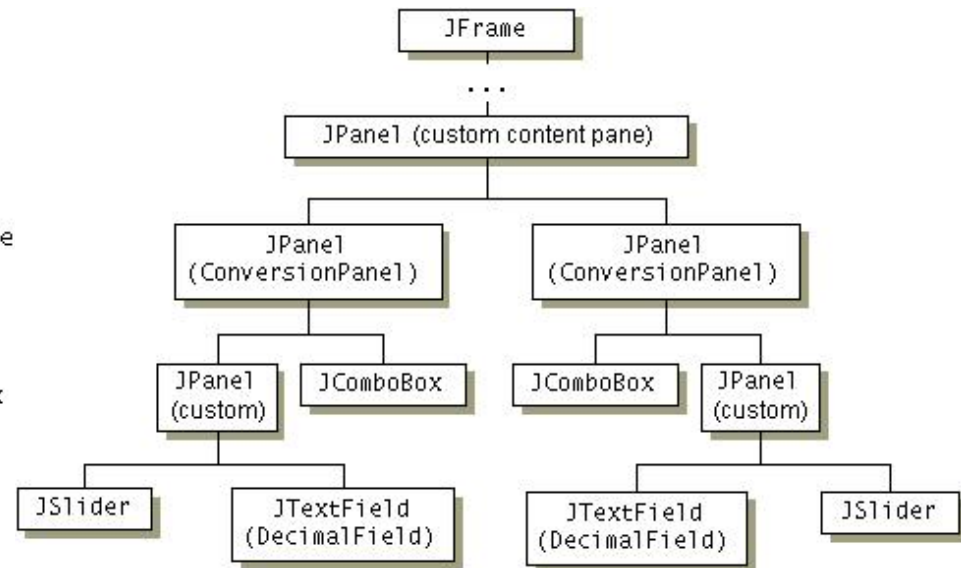 JFrame
...
JPanel (custom content pane)
e
JPanel
(ConversionPanel)
JPanel
(ConversionPanel)
JPanel
(custom)
JComboBox
JComboBox
JPanel
(custom)
x
JSlider
JTextField
(DecimalField)
JTextField
(DecimalField)
JSlider